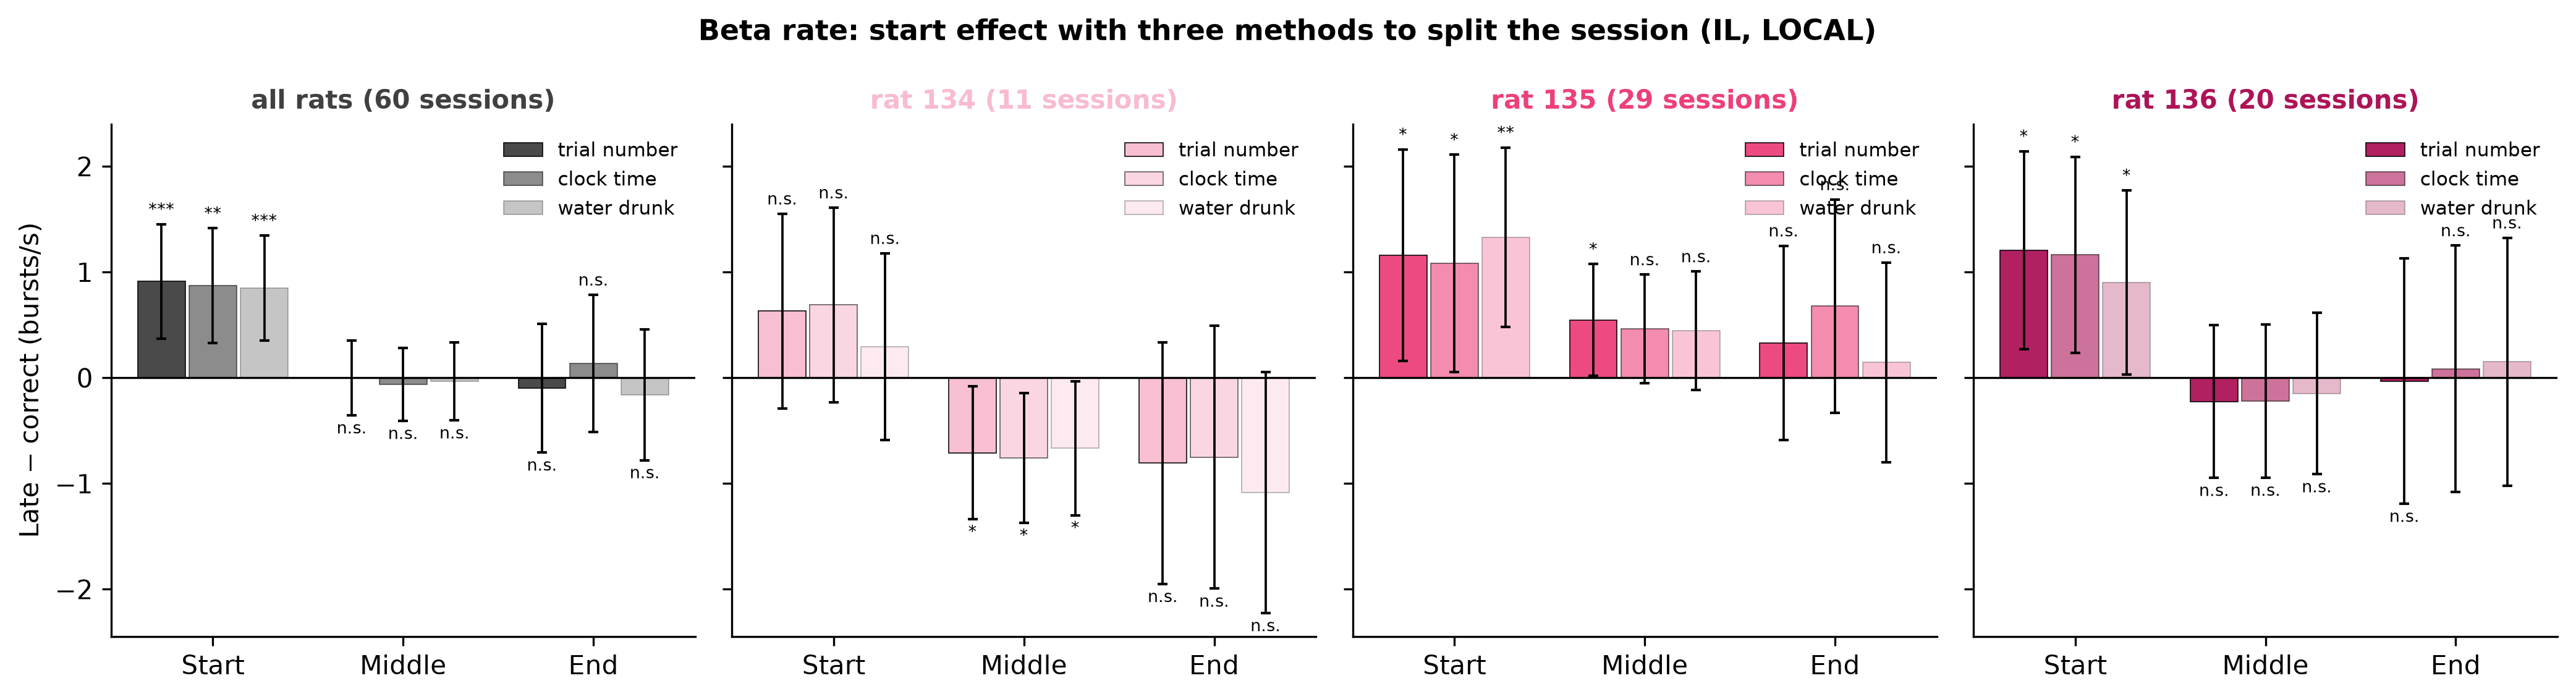 Beta rate: start effect with three methods to split the session (IL, LOCAL)
all rats (60 sessions)
rat 134 (11 sessions)
rat 135 (29 sessions)
rat 136 (20 sessions)
Late − correct (bursts/s)
2
1
0
−1
−2
trial number
clock time
water drunk
***
**
***
n.s.
n.s.
n.s.
n.s.
n.s.
n.s.
Start
Middle
End
trial number
clock time
water drunk
n.s.
n.s.
n.s.
*
*
*
n.s.
n.s.
n.s.
Start
Middle
End
trial number
clock time
water drunk
*
*
**
*
n.s.
n.s.
n.s.
n.s.
n.s.
Start
Middle
End
trial number
clock time
water drunk
*
*
*
n.s.
n.s.
n.s.
n.s.
n.s.
n.s.
Start
Middle
End